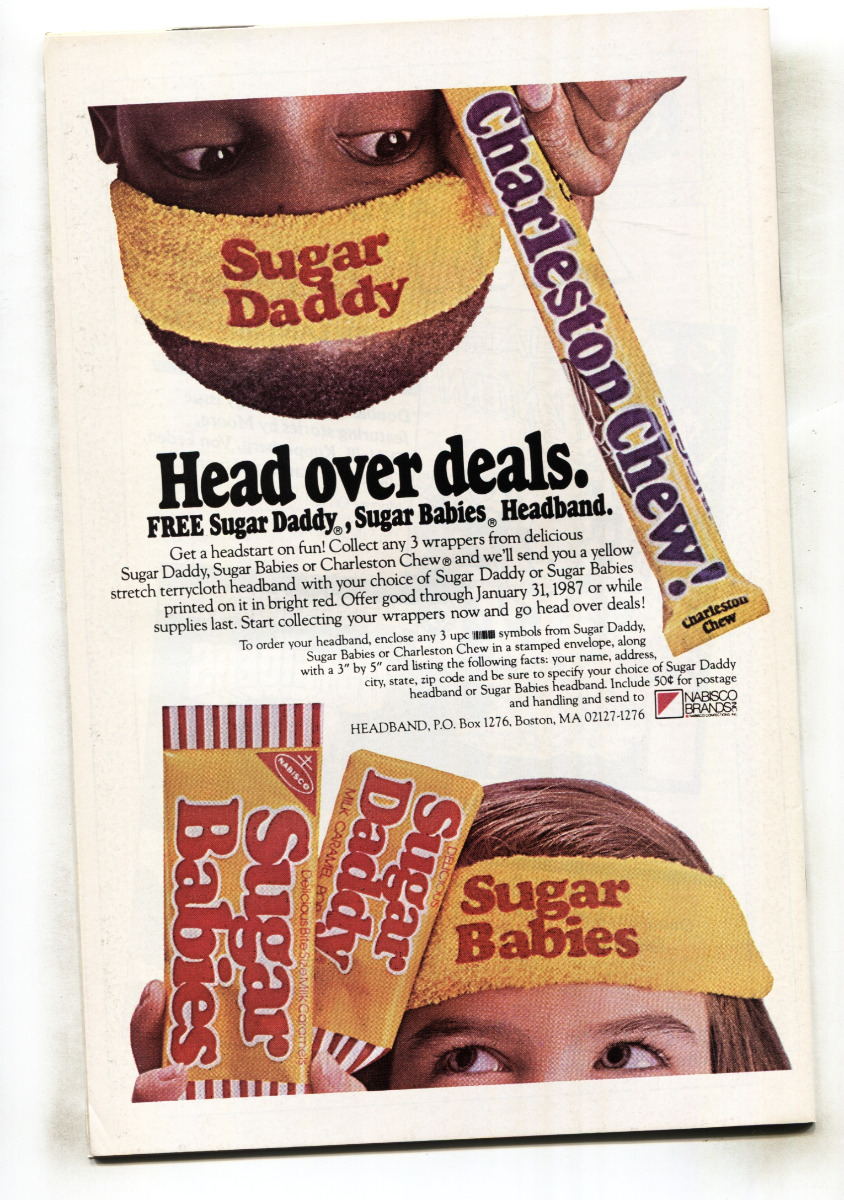 Sugar
Daddy
Charleston Chew!
Charleston
Chew
Head over deals.
FREE Sugar Daddy®, Sugar Babies® Headband.
Get a headstart on fun! Collect any 3 wrappers from delicious
Sugar Daddy, Sugar Babies or Charleston Chew® and we'll send you a yellow
stretch terrycloth headband with your choice of Sugar Daddy or Sugar Babies
printed on it in bright red. Offer good through January 31, 1987 or while
supplies last. Start collecting your wrappers now and go head over deals!
To order your headband, enclose any 3 upc symbols from Sugar Daddy,
Sugar Babies or Charleston Chew in a stamped envelope, along
with a 3" by 5" card listing the following facts: your name, address,
city, state, zip code and be sure to specify your choice of Sugar Daddy
headband or Sugar Babies headband. Include 50¢ for postage
and handling and send to
HEADBAND, P.O. Box 1276, Boston, MA 02127-1276
NABISCO
BRANDS
NABISCO
Sugar
Babies
Delicious Bite Size Milk Caramels
DELICIOUS
Sugar
Daddy
MILK CARAMEL POP
Sugar
Babies